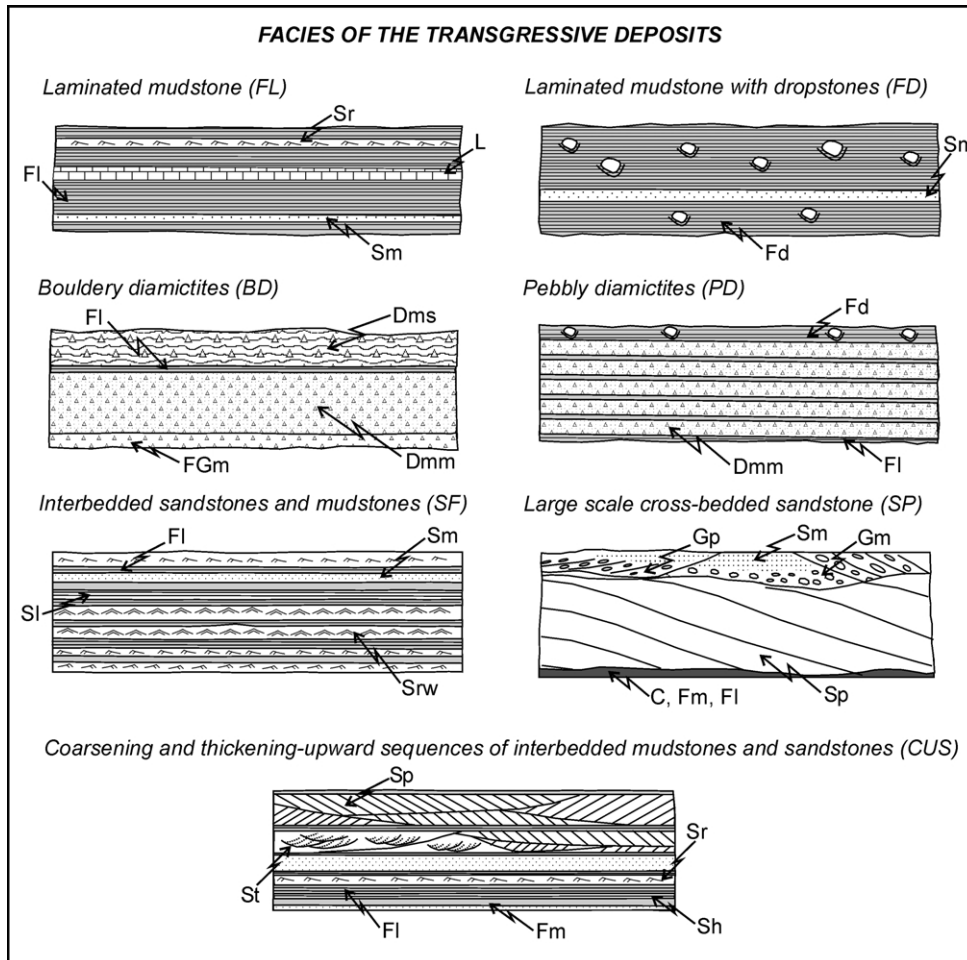 FACIES OF THE TRANSGRESSIVE DEPOSITS
Laminated mudstone (FL)
Sr
L
Fl
Sm
Laminated mudstone with dropstones (FD)
Sm
Fd
Bouldery diamictites (BD)
Fl
Dms
FGm
Dmm
Pebbly diamictites (PD)
Fd
Dmm
Fl
Interbedded sandstones and mudstones (SF)
Fl
Sm
Sl
Srw
Large scale cross-bedded sandstone (SP)
Gp
Sm
Gm
Sp
C, Fm, Fl
Coarsening and thickening-upward sequences of interbedded mudstones and sandstones (CUS)
Sp
Sr
St
Fl
Fm
Sh